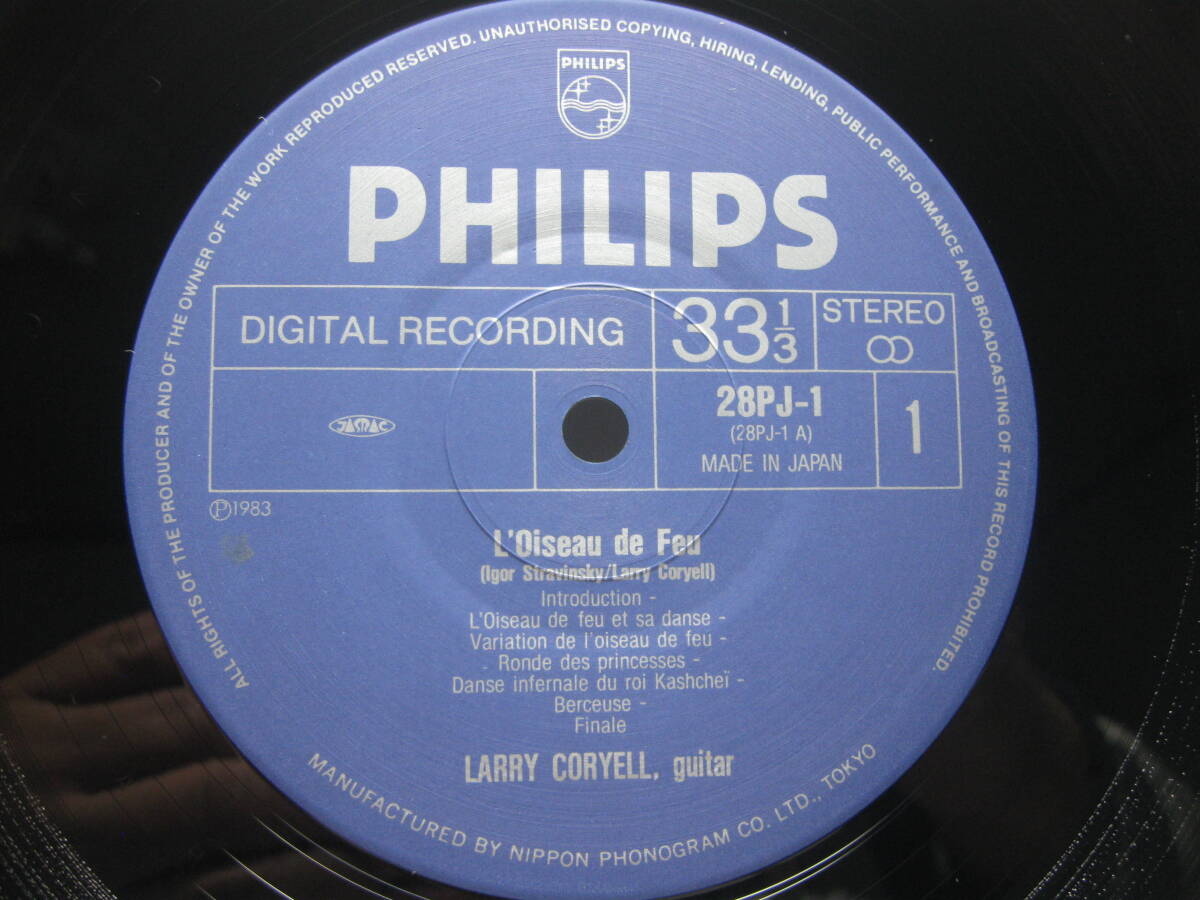 ALL RIGHTS OF THE PRODUCER AND OF THE OWNER OF THE WORK REPRODUCED RESERVED. UNAUTHORISED COPYING, HIRING, LENDING, PUBLIC PERFORMANCE AND BROADCASTING OF THIS RECORD PROHIBITED.
PHILIPS
PHILIPS
DIGITAL RECORDING
33 1/3
STEREO
JASRAC
28PJ-1
(28PJ-1 A)
MADE IN JAPAN
1
Ⓟ1983
L'Oiseau de Feu
(Igor Stravinsky/Larry Coryell)
Introduction -
L'Oiseau de feu et sa danse -
Variation de l'oiseau de feu -
- Ronde des princesses -
Danse infernale du roi Kashcheï -
Berceuse -
Finale
LARRY CORYELL, guitar
MANUFACTURED BY NIPPON PHONOGRAM CO. LTD., TOKYO